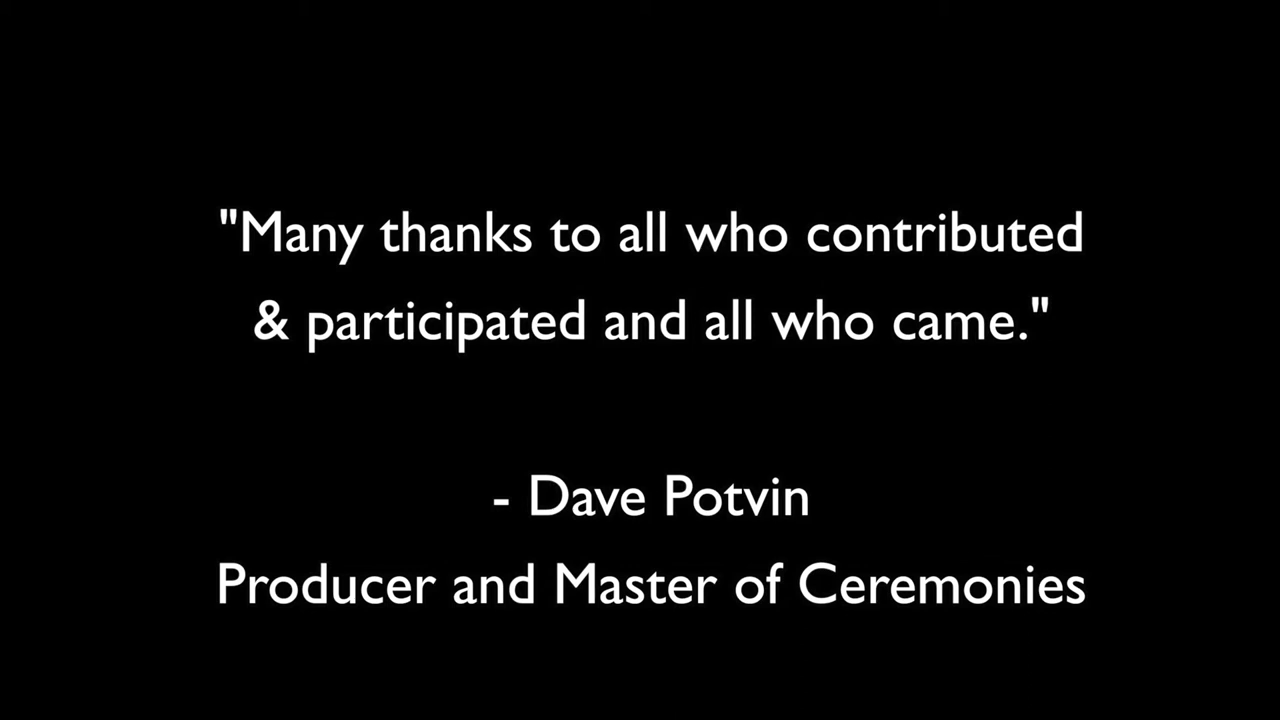 "Many thanks to all who contributed
& participated and all who came."
- Dave Potvin
Producer and Master of Ceremonies